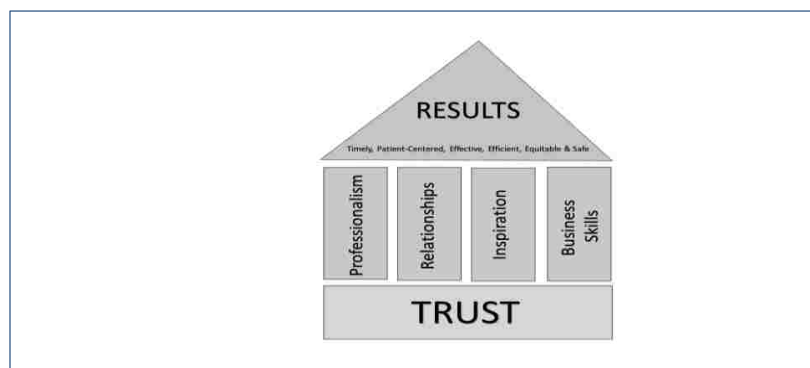 RESULTS
Timely, Patient-Centered, Effective, Efficient, Equitable & Safe
Professionalism
Relationships
Inspiration
Business
Skills
TRUST